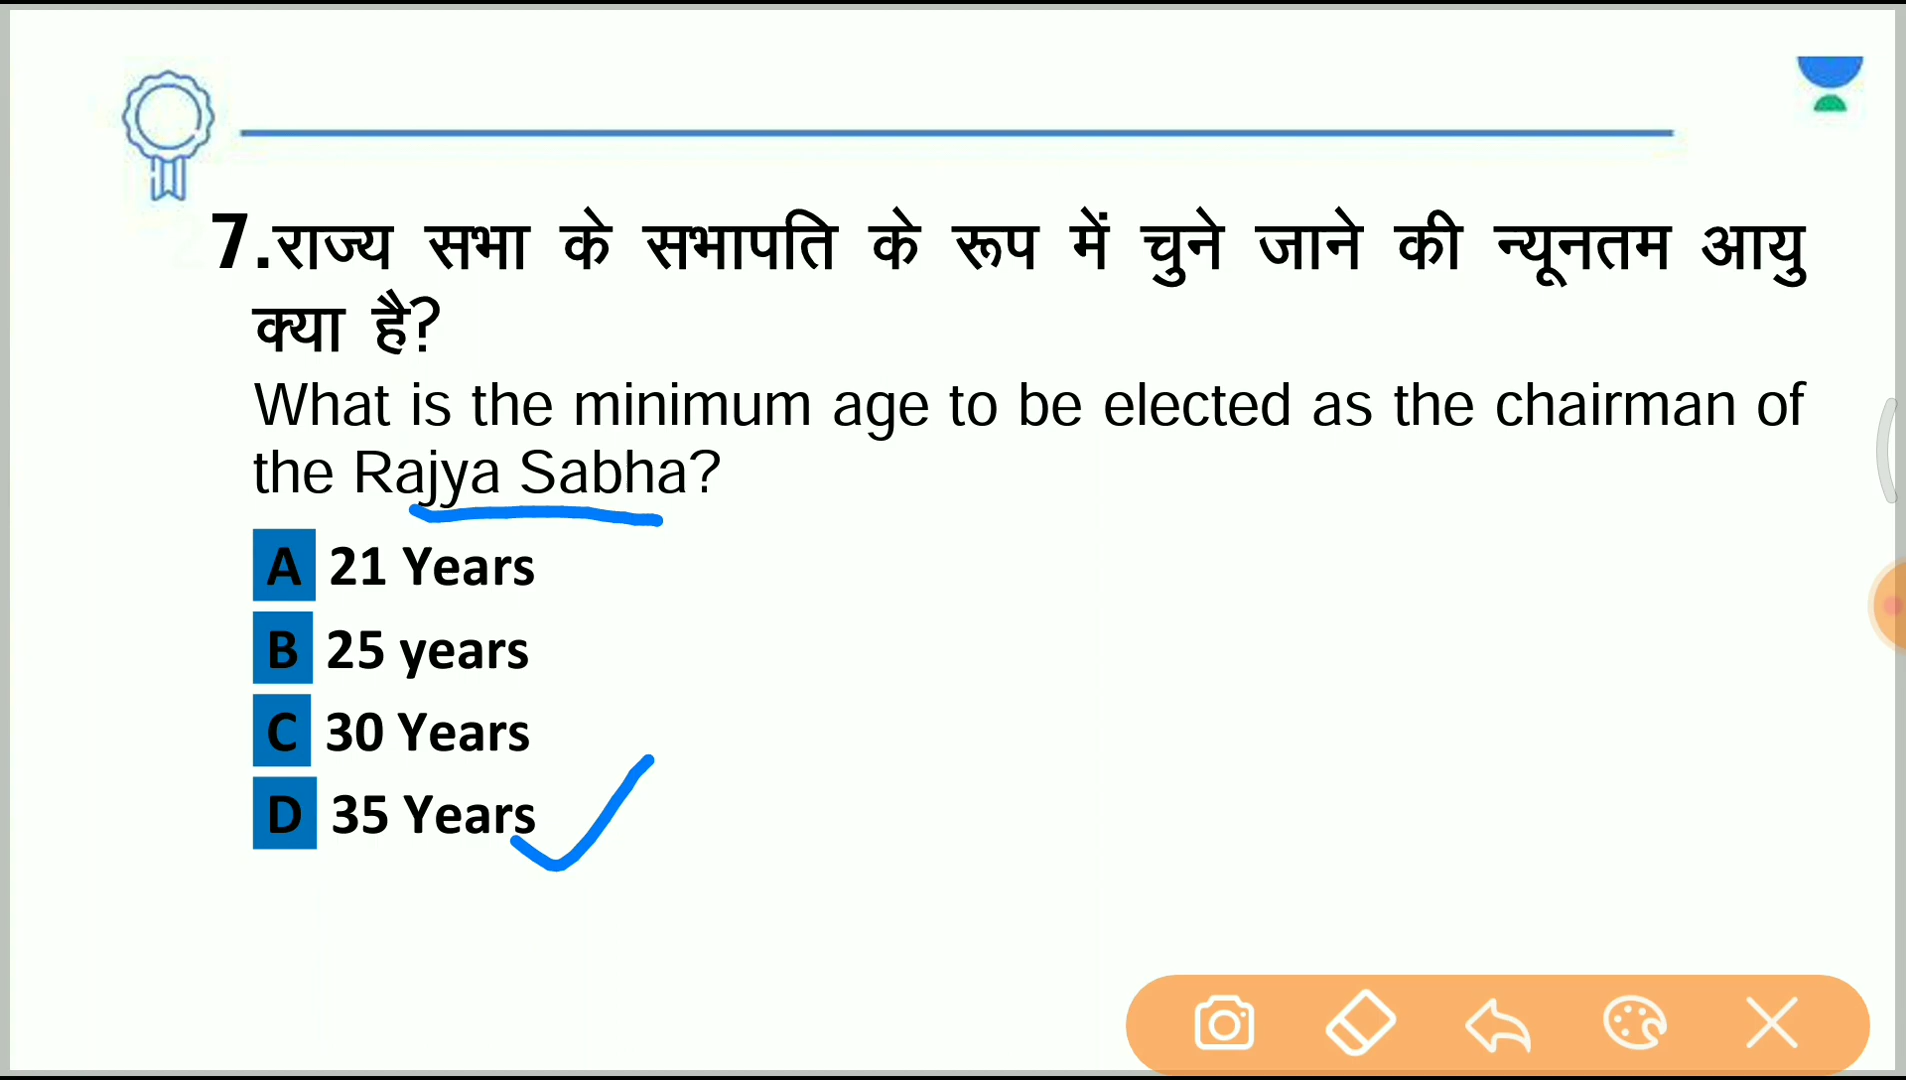 7.राज्य सभा के सभापति के रूप में चुने जाने की न्यूनतम आयु
क्या है?
What is the minimum age to be elected as the chairman of
the Rajya Sabha?
A 21 Years
B 25 years
C 30 Years
D 35 Years